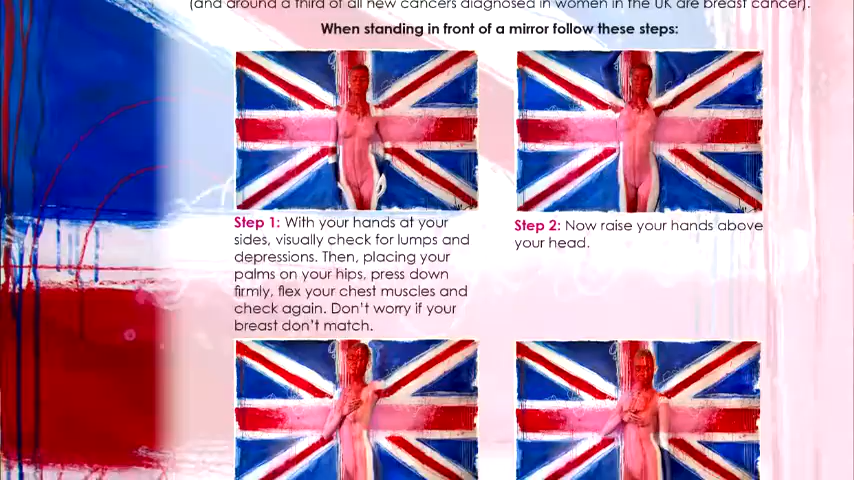 (and around a third of all new cancers diagnosed in women in the UK are breast cancer).
When standing in front of a mirror follow these steps:
Step 1: With your hands at your
sides, visually check for lumps and
depressions. Then, placing your
palms on your hips, press down
firmly, flex your chest muscles and
check again. Don't worry if your
breast don't match.
Step 2: Now raise your hands above
your head.